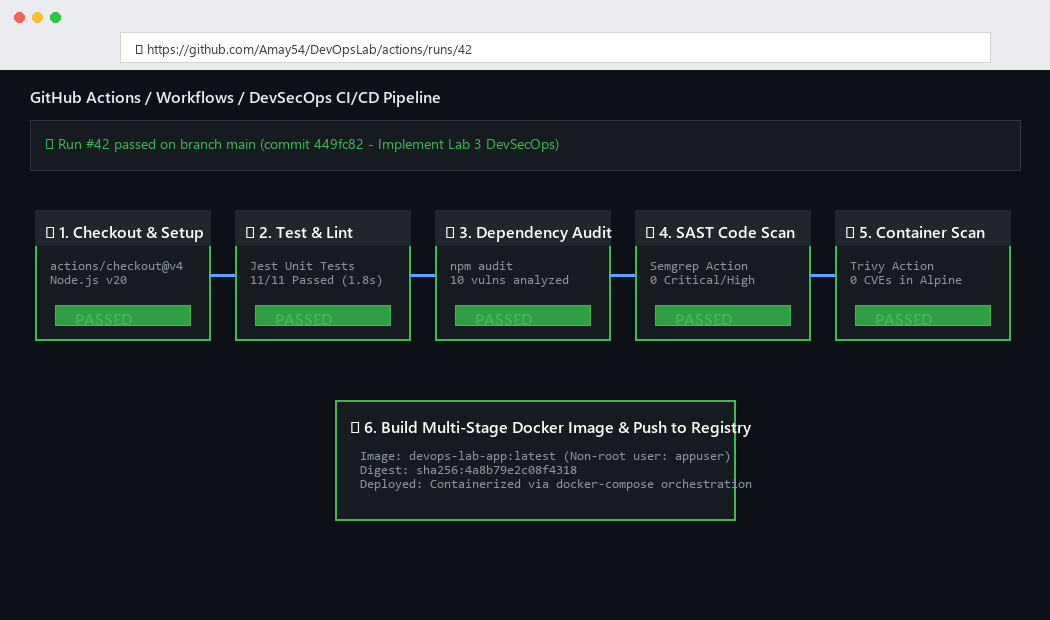 https://github.com/Amay54/DevOpsLab/actions/runs/42
GitHub Actions / Workflows / DevSecOps CI/CD Pipeline
Run #42 passed on branch main (commit 449fc82 - Implement Lab 3 DevSecOps)
1. Checkout & Setup
actions/checkout@v4
Node.js v20
PASSED
2. Test & Lint
Jest Unit Tests
11/11 Passed (1.8s)
PASSED
3. Dependency Audit
npm audit
10 vulns analyzed
PASSED
4. SAST Code Scan
Semgrep Action
0 Critical/High
PASSED
5. Container Scan
Trivy Action
0 CVEs in Alpine
PASSED
6. Build Multi-Stage Docker Image & Push to Registry
Image: devops-lab-app:latest (Non-root user: appuser)
Digest: sha256:4a8b79e2c08f4318
Deployed: Containerized via docker-compose orchestration